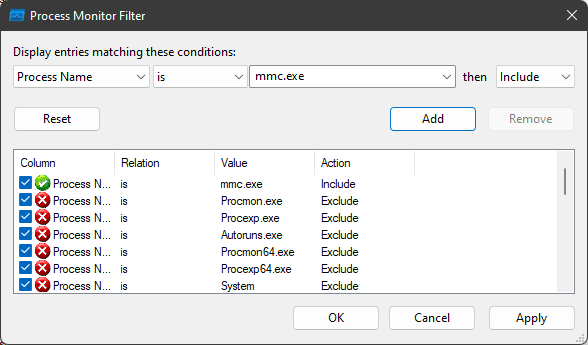 Process Monitor Filter
Display entries matching these conditions:
Process Name is mmc.exe then Include
Reset Add Remove
Column Relation Value Action
Process N... is mmc.exe Include
Process N... is Procmon.exe Exclude
Process N... is Procexp.exe Exclude
Process N... is Autoruns.exe Exclude
Process N... is Procmon64.exe Exclude
Process N... is Procexp64.exe Exclude
Process N... is System Exclude
OK Cancel Apply